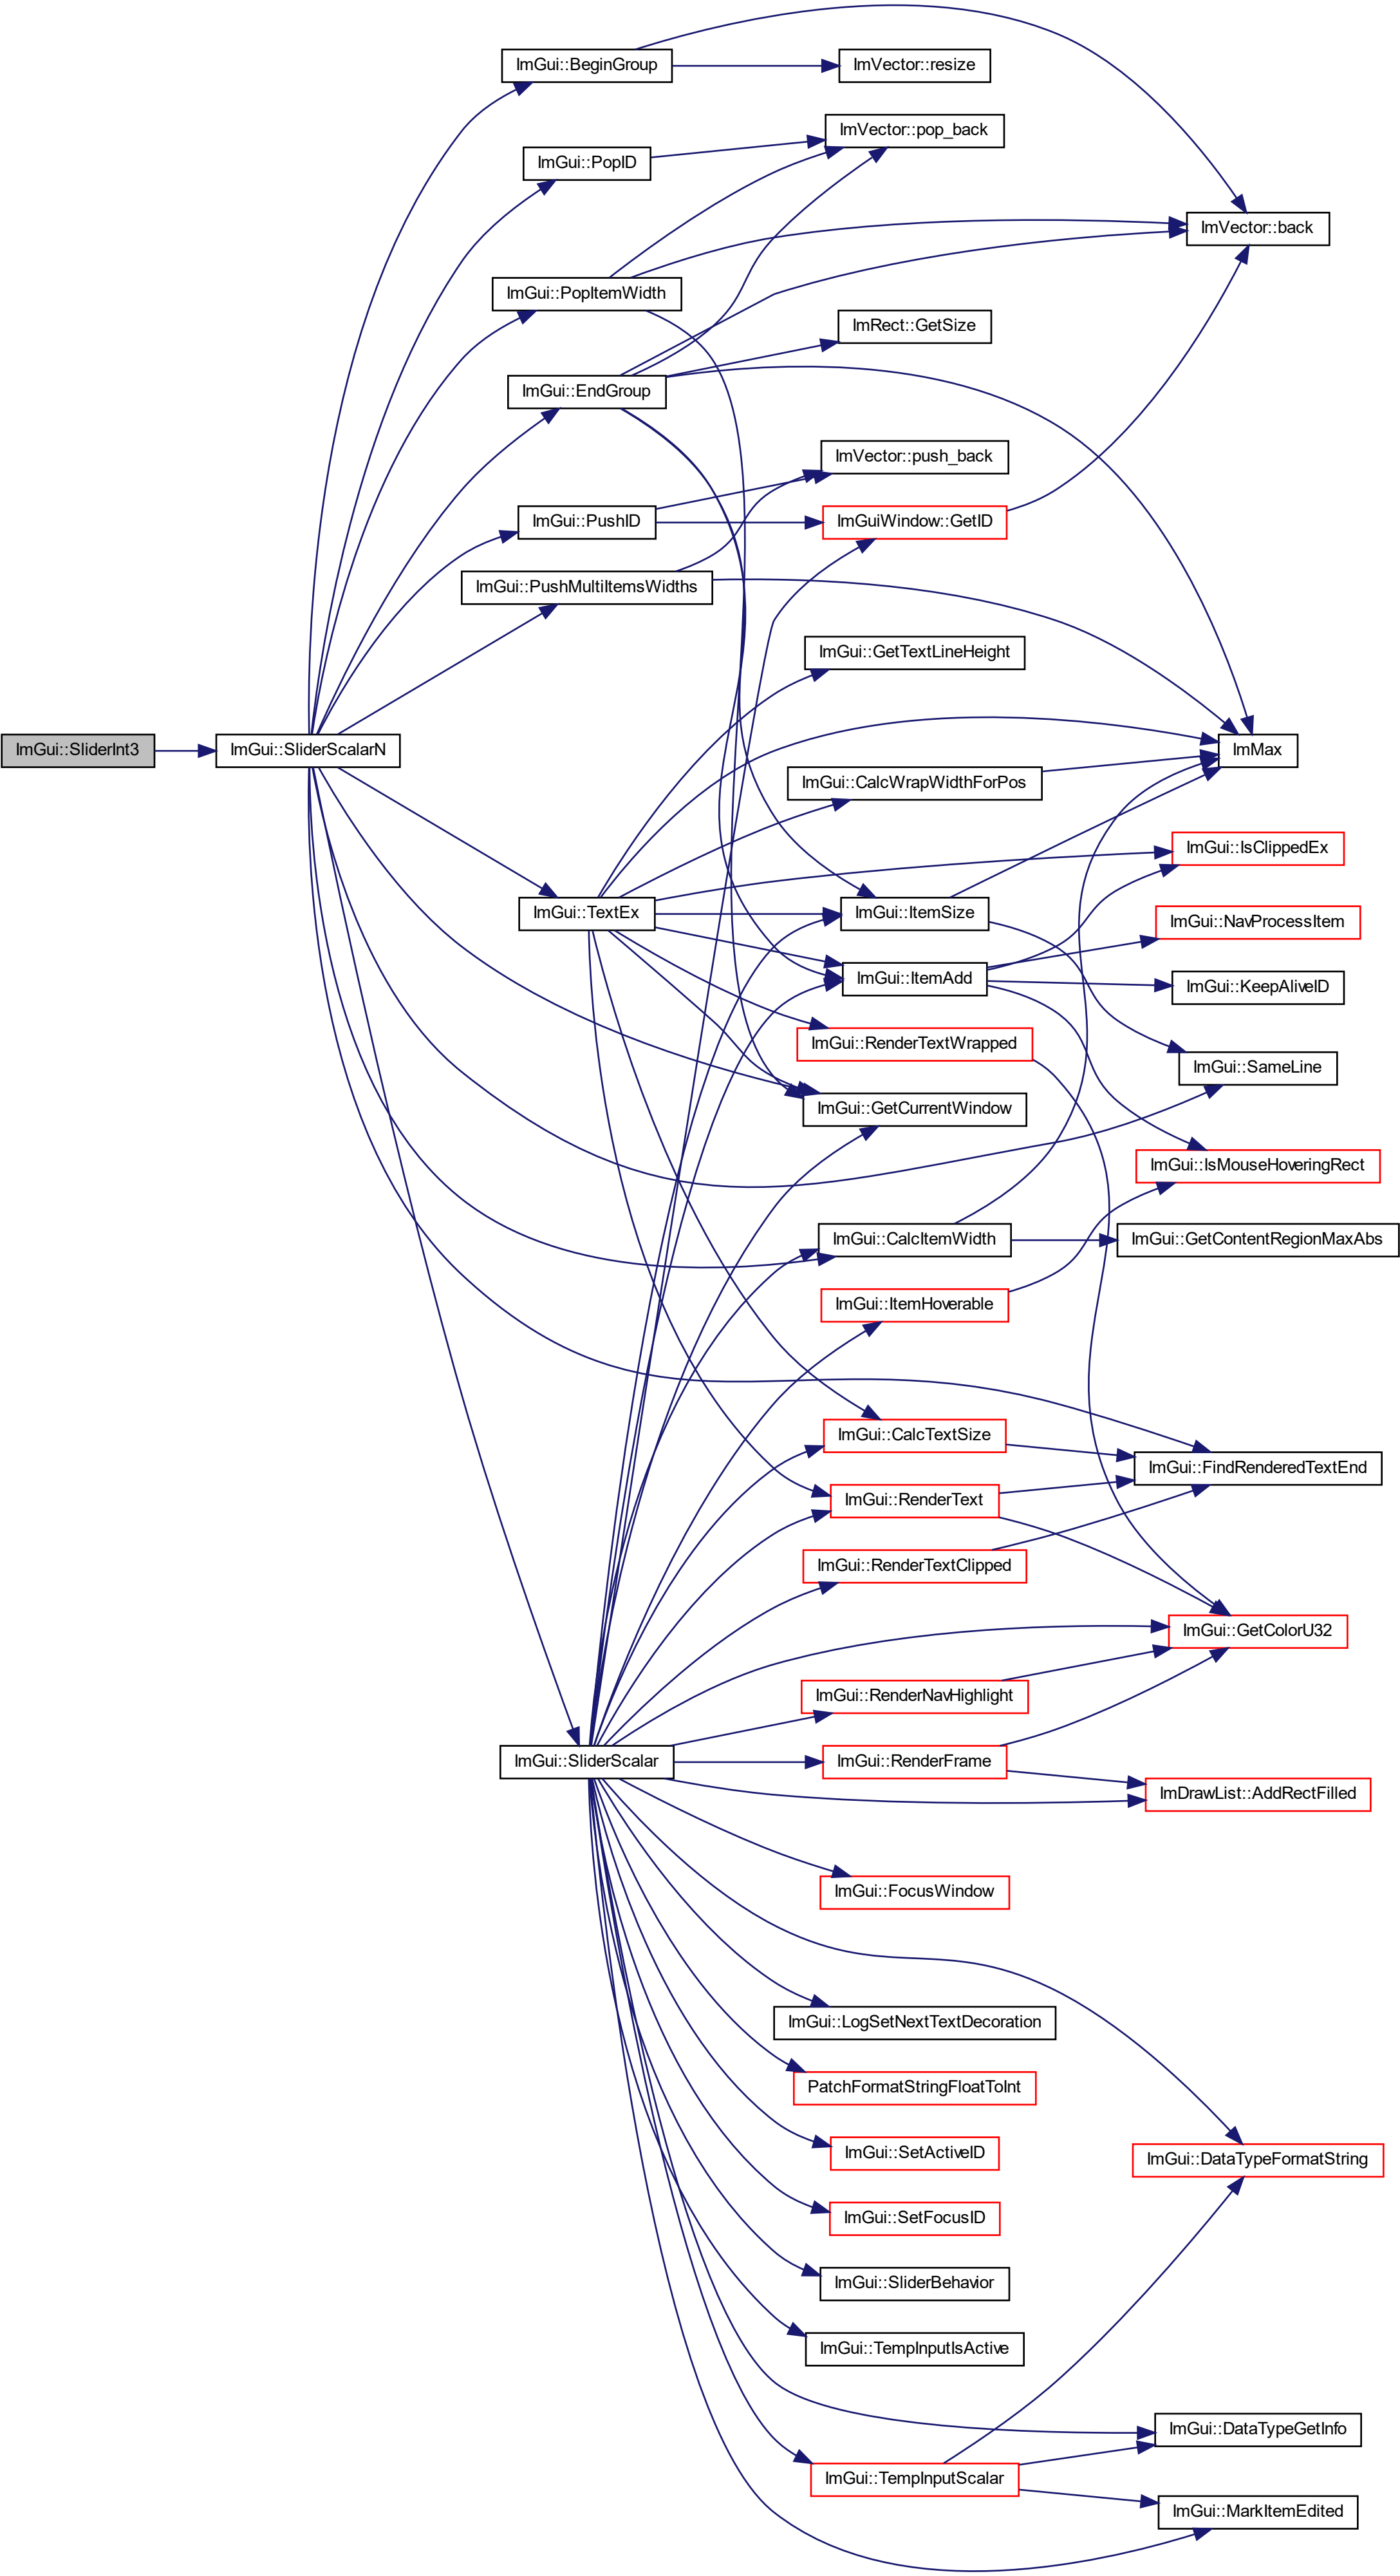 ImGui::BeginGroup
ImVector::resize
ImVector::pop_back
ImGui::PopID
ImVector::back
ImGui::PopItemWidth
ImRect::GetSize
ImGui::EndGroup
ImVector::push_back
ImGui::PushID
ImGuiWindow::GetID
ImGui::PushMultiItemsWidths
ImGui::GetTextLineHeight
ImGui::SliderInt3
ImGui::SliderScalarN
ImMax
ImGui::CalcWrapWidthForPos
ImGui::IsClippedEx
ImGui::TextEx
ImGui::ItemSize
ImGui::NavProcessItem
ImGui::ItemAdd
ImGui::KeepAliveID
ImGui::RenderTextWrapped
ImGui::SameLine
ImGui::GetCurrentWindow
ImGui::IsMouseHoveringRect
ImGui::CalcItemWidth
ImGui::GetContentRegionMaxAbs
ImGui::ItemHoverable
ImGui::CalcTextSize
ImGui::FindRenderedTextEnd
ImGui::RenderText
ImGui::RenderTextClipped
ImGui::GetColorU32
ImGui::RenderNavHighlight
ImGui::SliderScalar
ImGui::RenderFrame
ImDrawList::AddRectFilled
ImGui::FocusWindow
ImGui::LogSetNextTextDecoration
PatchFormatStringFloatToInt
ImGui::SetActiveID
ImGui::DataTypeFormatString
ImGui::SetFocusID
ImGui::SliderBehavior
ImGui::TempInputIsActive
ImGui::DataTypeGetInfo
ImGui::TempInputScalar
ImGui::MarkItemEdited